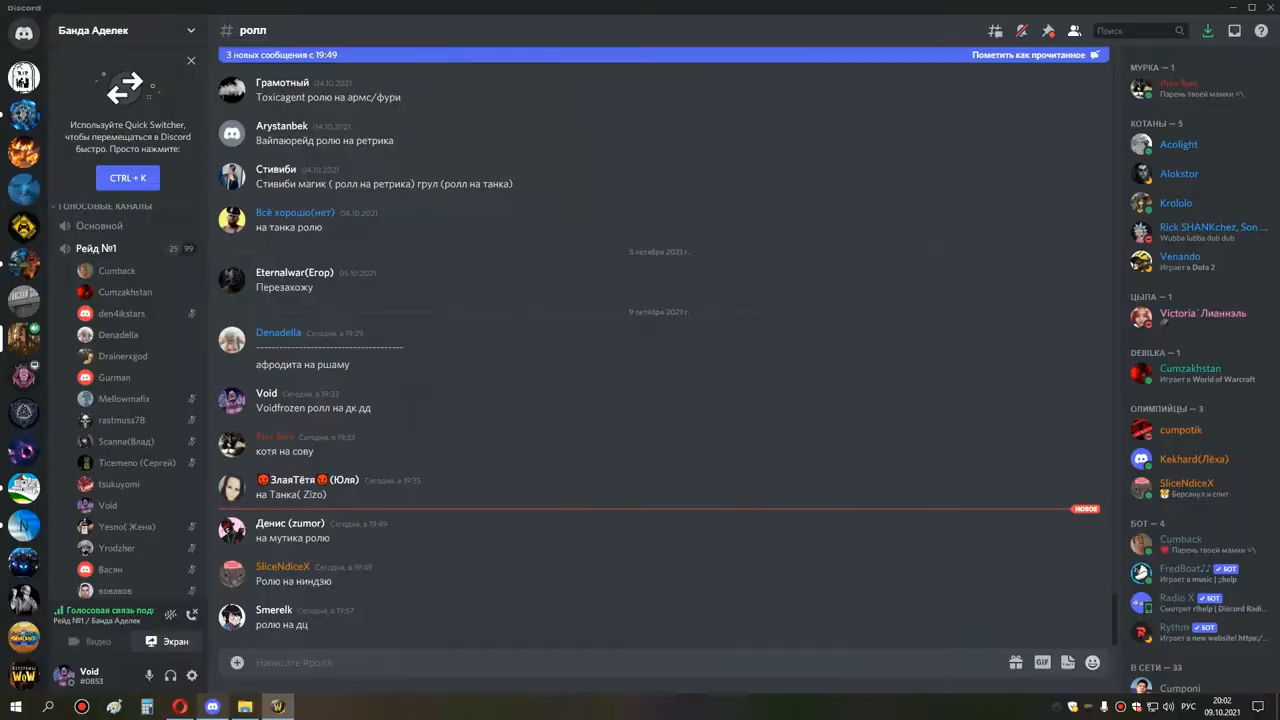 Discord
Банда Аделек
Используйте Quick Switcher,
чтобы перемещаться в Discord
быстро. Просто нажмите:
CTRL + K
ГОЛОСОВЫЕ КАНАЛЫ
Основной
Рейд №1 25 99
Cumback
Cumzakhstan
den4ikstars
Denadella
Drainerxgod
Gurman
Mellowmafix
rastmuss78
Scanna(Влад)
Ticemeno (Сергей)
tsukuyomi
Void
Yesno( Женя)
Yrodzher
Васян
вовавов
Голосовая связь под
Рейд №1 / Банда Аделек
Видео
Экран
Void
#0853
# ролл
Поиск
3 новых сообщения с 19:49
Пометить как прочитанное
Грамотный 04.10.2021
Toxicagent ролю на армс/фури
Arystanbek 04.10.2021
Вайпаюрейд ролю на ретрика
Стивиби 04.10.2021
Стивиби магик ( ролл на ретрика) грул (ролл на танка)
Всё хорошо(нет) 04.10.2021
на танка ролю
5 октября 2021 г.
Eternalwar(Егор) 05.10.2021
Перезахожу
9 октября 2021 г.
Denadella Сегодня, в 19:29
-------------------------------------
афродита на ршаму
Void Сегодня, в 19:33
Voidfrozen ролл на дк дд
Сегодня, в 19:33
котя на сову
ЗлаяТётя (Юля) Сегодня, в 19:33
на Танка( Zizo)
НОВОЕ
Денис (zumor) Сегодня, в 19:49
на мутика ролю
SliceNdiceX Сегодня, в 19:49
Ролю на ниндзю
Smerelk Сегодня, в 19:57
ролю на дц
Написать #ролл
GIF
МУРКА — 1
Парень твоей мамки =\
КОТАНЫ — 5
Acolight
Alokstor
Krololo
Rick SHANKchez, Son ...
Wubba lubba dub dub
Venando
Играет в Dota 2
ЦЫПА — 1
Victoria` Лианнэль
DEBILKA — 1
Cumzakhstan
Играет в World of Warcraft
ОЛИМПИЙЦЫ — 3
cumpotik
Kekhard(Лёха)
SliceNdiceX
Берсанул и спит
БОТ — 4
Cumback
Парень твоей мамки =\
FredBoat♪♪ ✓ БОТ
Играет в music | ;;help
Radio X ✓ БОТ
Смотрит r!help | Discord Radi...
Rythm ✓ БОТ
Играет в new website! https:/...
В СЕТИ — 33
Cumponi
РУС
20:02
09.10.2021